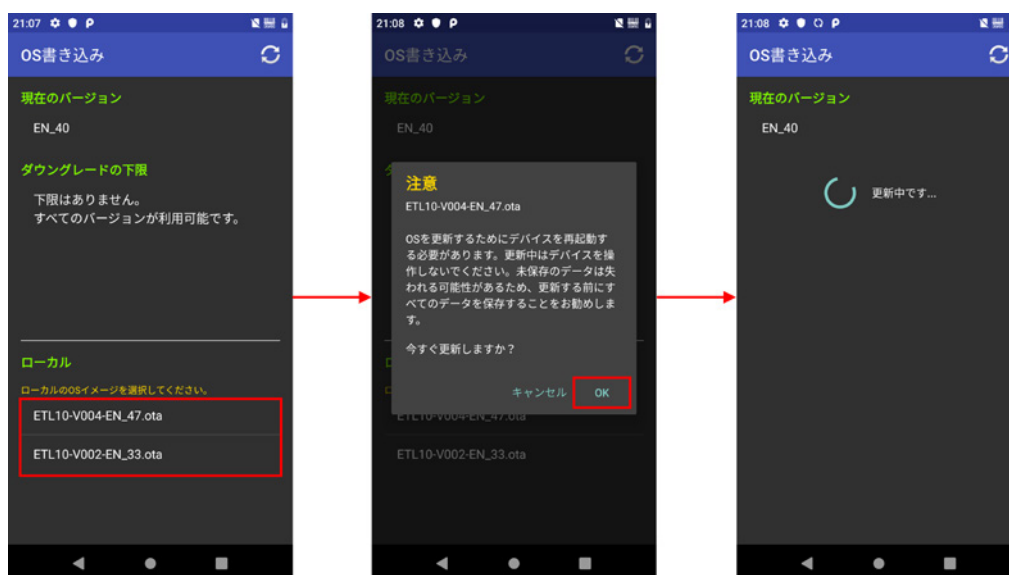 21:07
OS書き込み
現在のバージョン
EN_40
ダウングレードの下限
下限はありません。
すべてのバージョンが利用可能です。
ローカル
ローカルのOSイメージを選択してください。
ETL10-V004-EN_47.ota
ETL10-V002-EN_33.ota
21:08
OS書き込み
現在のバージョン
EN_40
注意
ETL10-V004-EN_47.ota
OSを更新するためにデバイスを再起動す
る必要があります。更新中はデバイスを操
作しないでください。未保存のデータは失
われる可能性があるため、更新する前にす
べてのデータを保存することをお勧めしま
す。
今すぐ更新しますか？
キャンセル OK
ETL10-V004-EN_47.ota
ETL10-V002-EN_33.ota
21:08
OS書き込み
現在のバージョン
EN_40
更新中です...